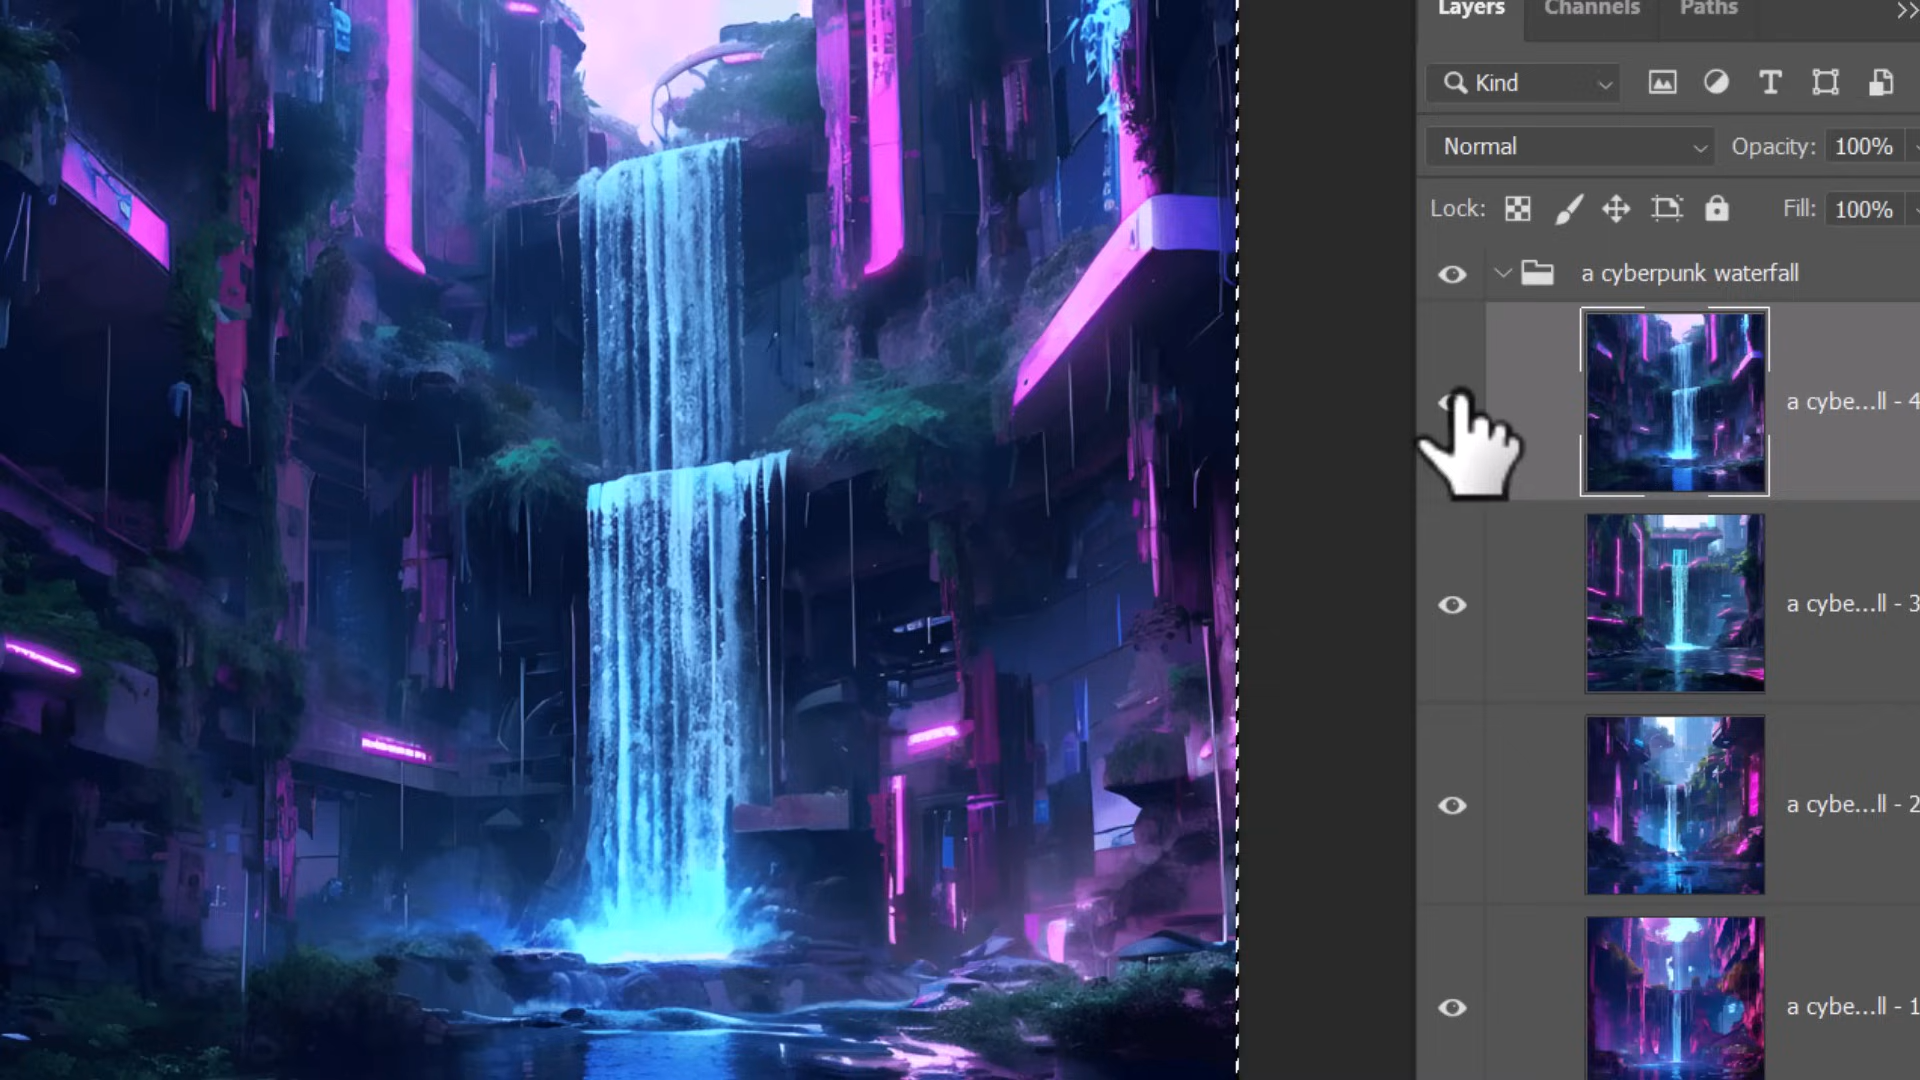 Layers Channels Paths
Kind
Normal Opacity: 100%
Lock: Fill: 100%
a cyberpunk waterfall
a cybe...ll - 4
a cybe...ll - 3
a cybe...ll - 2
a cybe...ll - 1